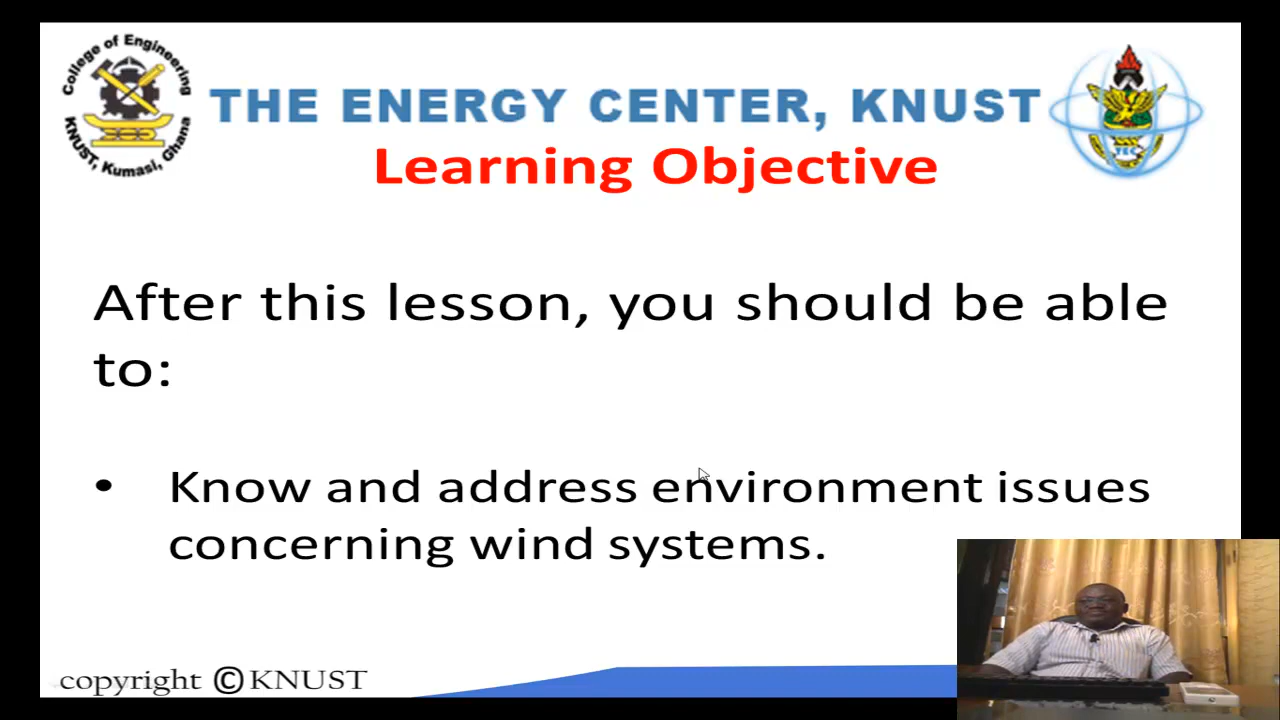 College of Engineering
KNUST, Kumasi, Ghana
THE ENERGY CENTER, KNUST
TEC
Learning Objective
After this lesson, you should be able
to:
• Know and address environment issues
concerning wind systems.
copyright © KNUST